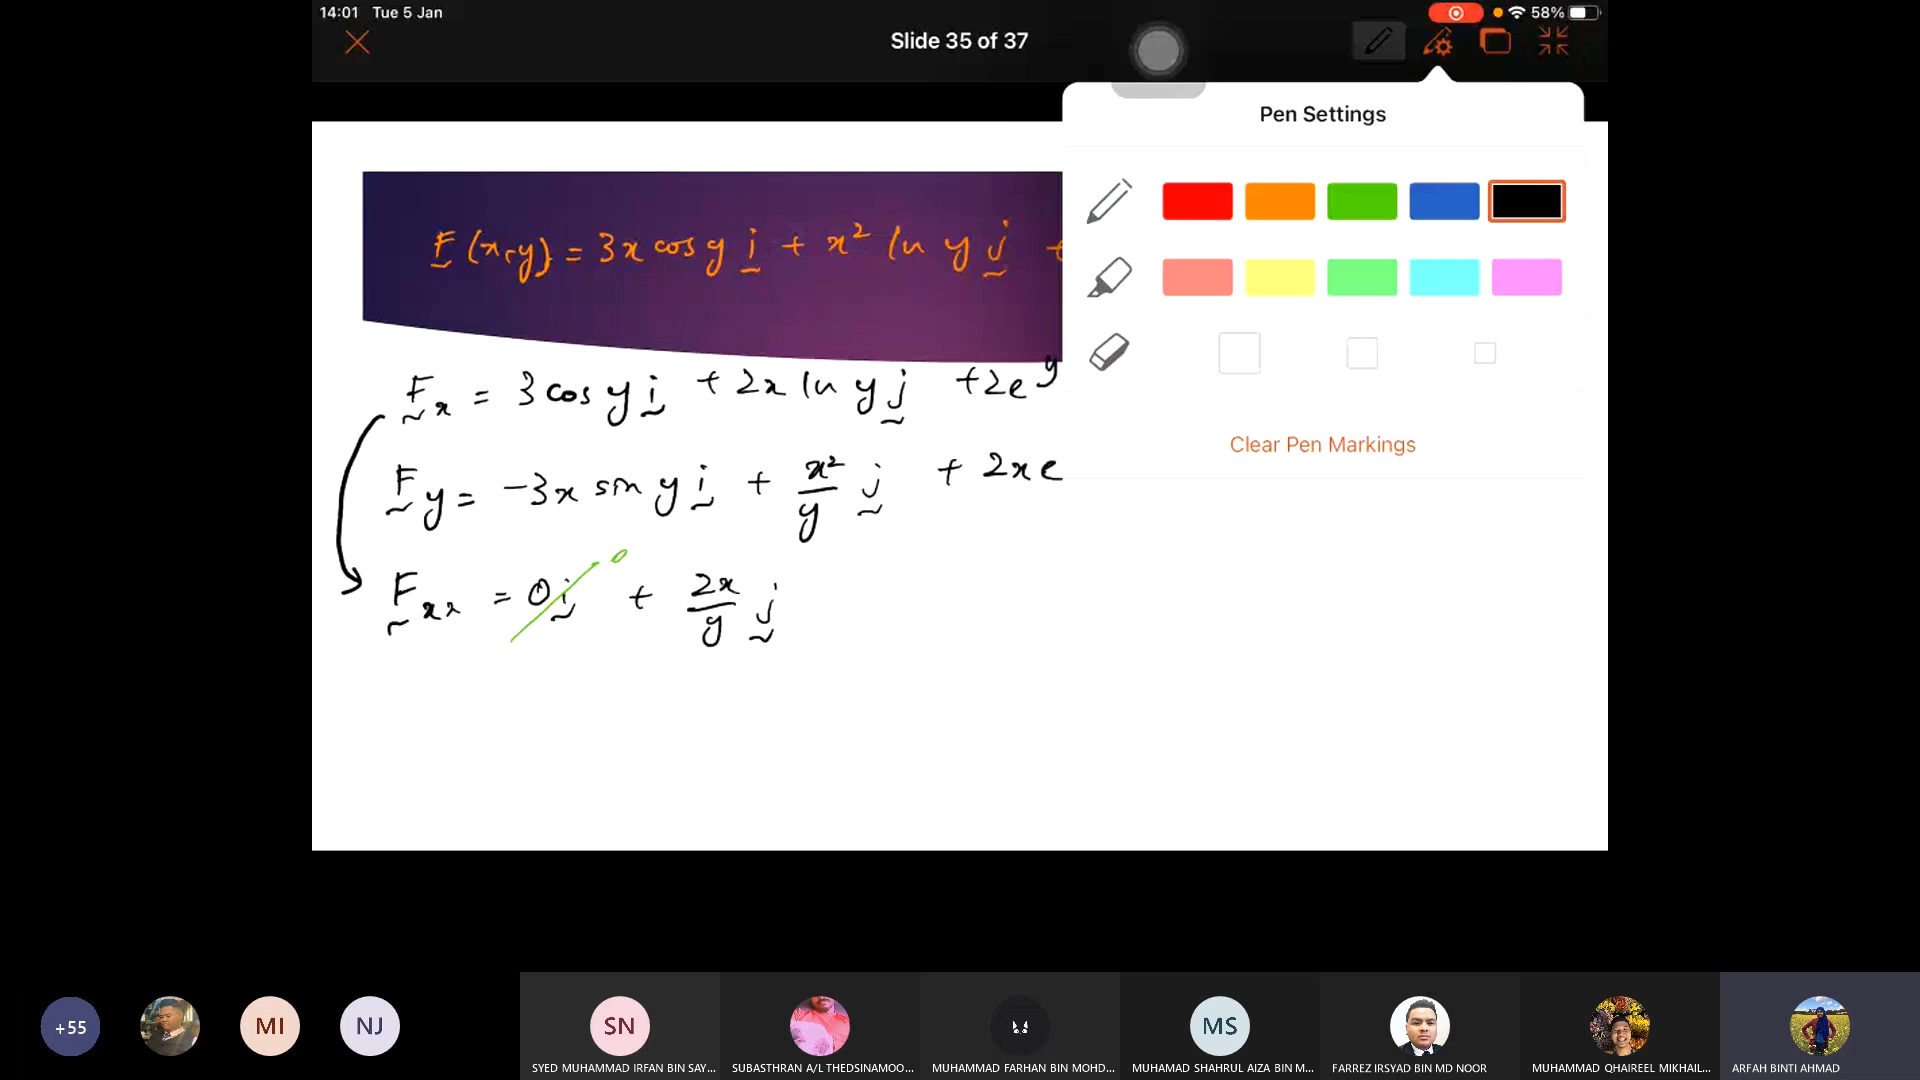 14:01 Tue 5 Jan
58%
Slide 35 of 37
Pen Settings
F(x,y) = 3x cos y i + x² ln y j +
Fx = 3 cos y i + 2x ln y j + 2e^y
Clear Pen Markings
Fy = -3x sin y i + x²/y j + 2xe
Fxx = 0i 0 + 2x/y j
+55
MI
NJ
SN
MS
SYED MUHAMMAD IRFAN BIN SAY...
SUBASTHRAN A/L THEDSINAMOO...
MUHAMMAD FARHAN BIN MOHD...
MUHAMAD SHAHRUL AIZA BIN M...
FARREZ IRSYAD BIN MD NOOR
MUHAMMAD QHAIREEL MIKHAIL...
ARFAH BINTI AHMAD